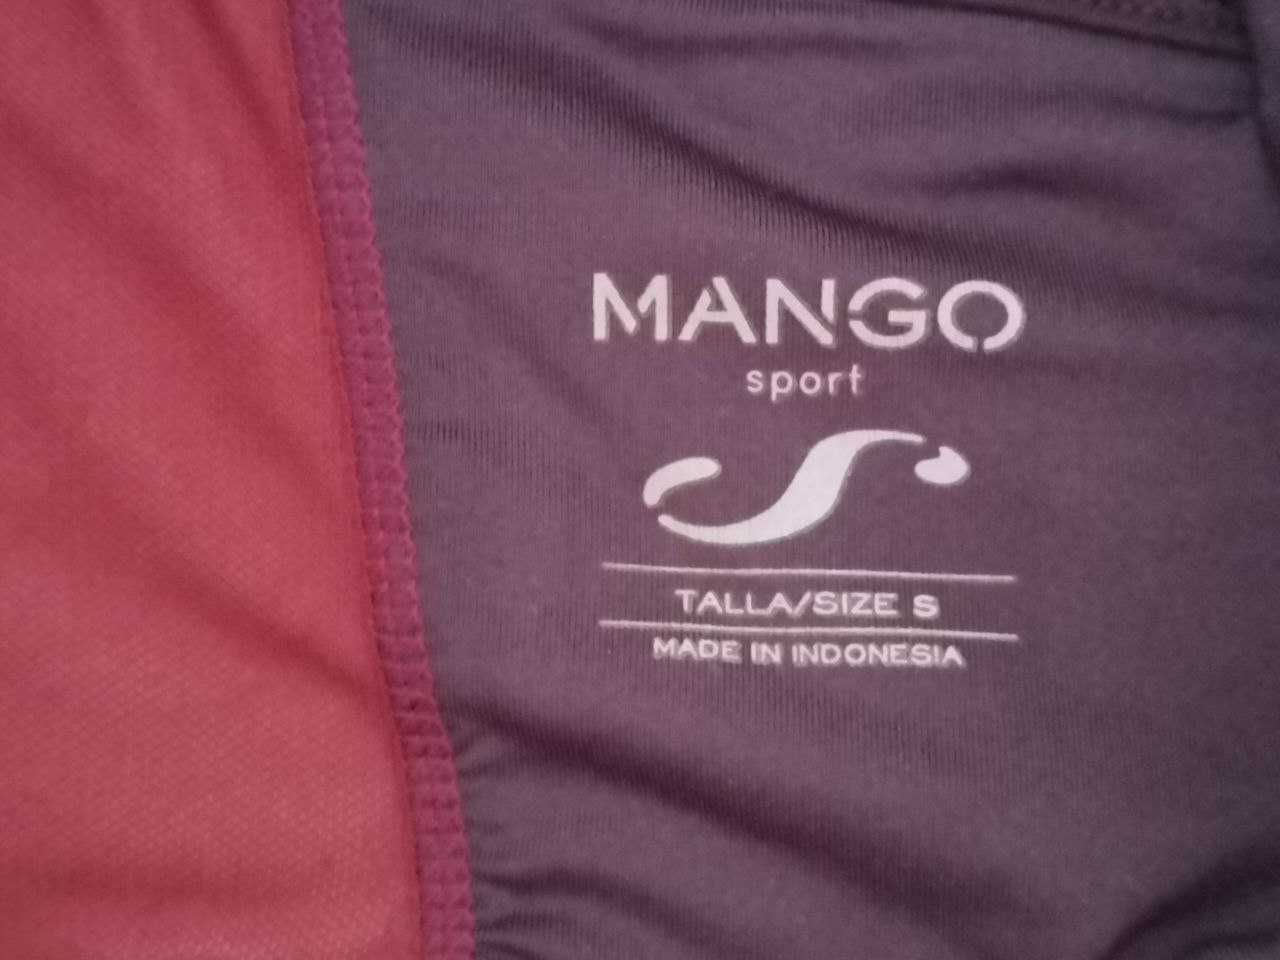 MANGO
sport
TALLA/SIZE S
MADE IN INDONESIA